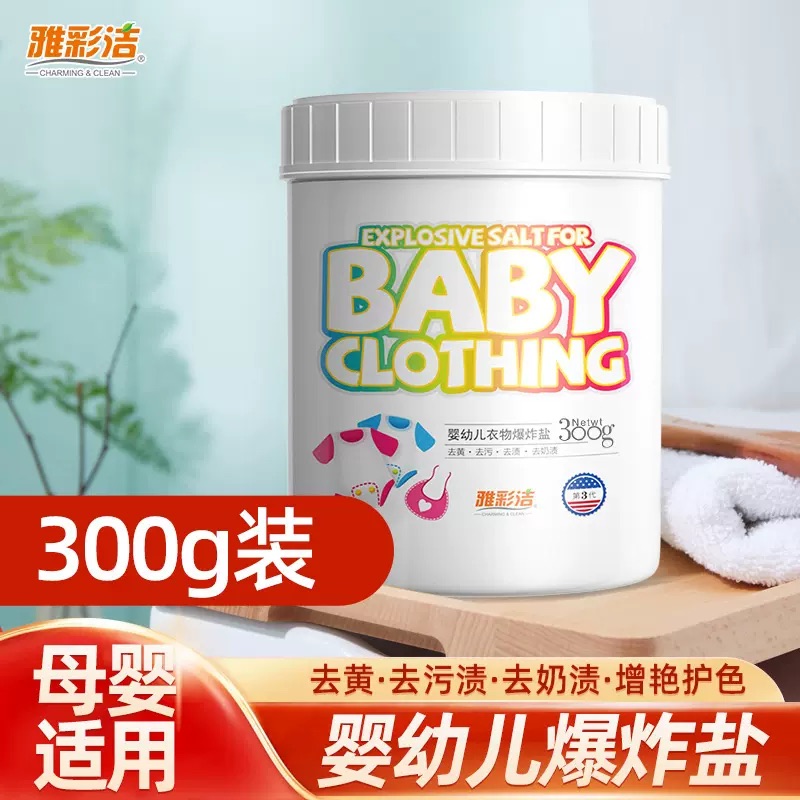 雅彩洁®
CHARMING & CLEAN
EXPLOSIVE SALT FOR
BABY
CLOTHING
婴幼儿衣物爆炸盐
Netwt
300g
去黄·去污·去渍·去奶渍
雅彩洁®
CHARMING & CLEAN
第3代
300g装
母婴
适用
去黄·去污渍·去奶渍·增艳护色
婴幼儿爆炸盐